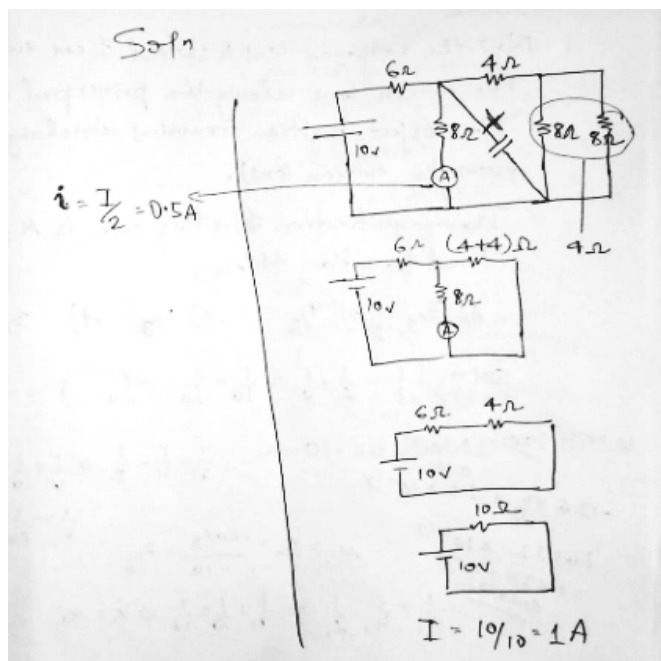 Soln
6Ω 4Ω
8Ω 8Ω 8Ω
10v
A
i = I/2 = 0.5A
4Ω
6Ω (4+4)Ω
10v 8Ω
A
6Ω 4Ω
10V
10Ω
10V
I = 10/10 = 1 A